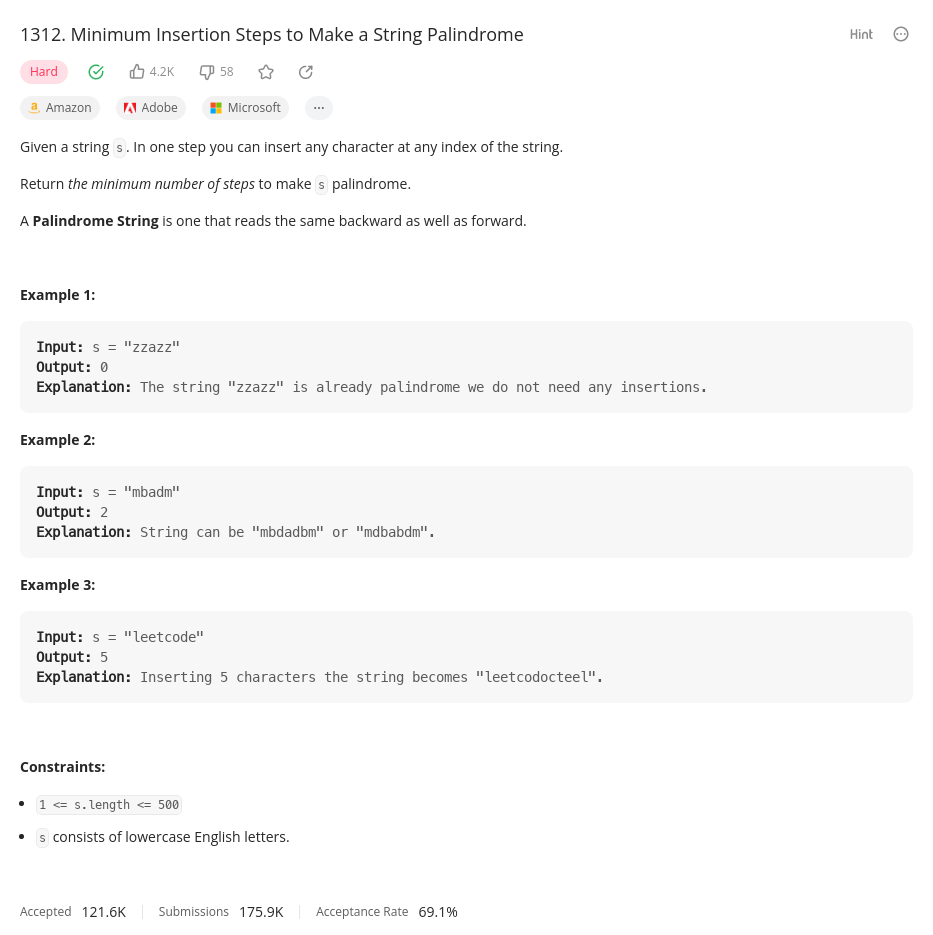 1312. Minimum Insertion Steps to Make a String Palindrome Hint
Hard 4.2K 58
Amazon Adobe Microsoft ...
Given a string s. In one step you can insert any character at any index of the string.
Return the minimum number of steps to make s palindrome.
A Palindrome String is one that reads the same backward as well as forward.
Example 1:
Input: s = "zzazz"
Output: 0
Explanation: The string "zzazz" is already palindrome we do not need any insertions.
Example 2:
Input: s = "mbadm"
Output: 2
Explanation: String can be "mbdadbm" or "mdbabdm".
Example 3:
Input: s = "leetcode"
Output: 5
Explanation: Inserting 5 characters the string becomes "leetcodocteel".
Constraints:
• 1 <= s.length <= 500
• s consists of lowercase English letters.
Accepted 121.6K Submissions 175.9K Acceptance Rate 69.1%